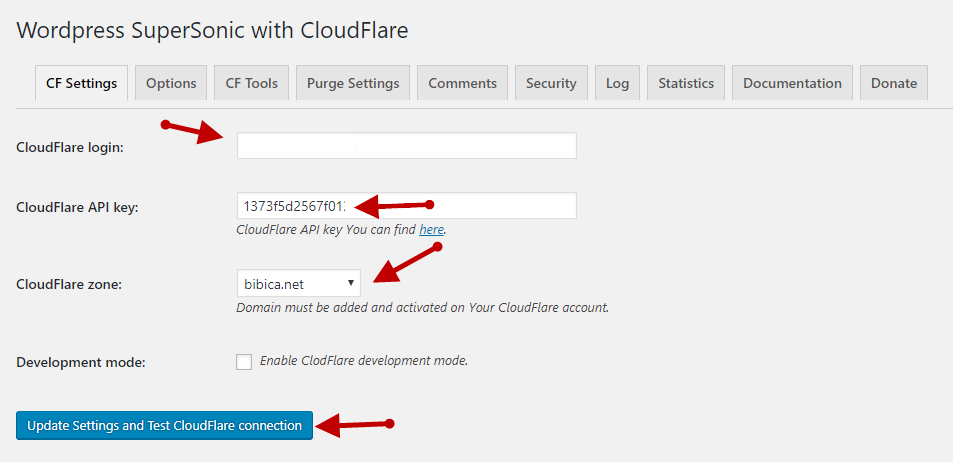 Wordpress SuperSonic with CloudFlare
CF Settings Options CF Tools Purge Settings Comments Security Log Statistics Documentation Donate
CloudFlare login:
CloudFlare API key: 1373f5d2567f01
CloudFlare API key You can find here.
CloudFlare zone: bibica.net
Domain must be added and activated on Your CloudFlare account.
Development mode: Enable ClodFlare development mode.
Update Settings and Test CloudFlare connection